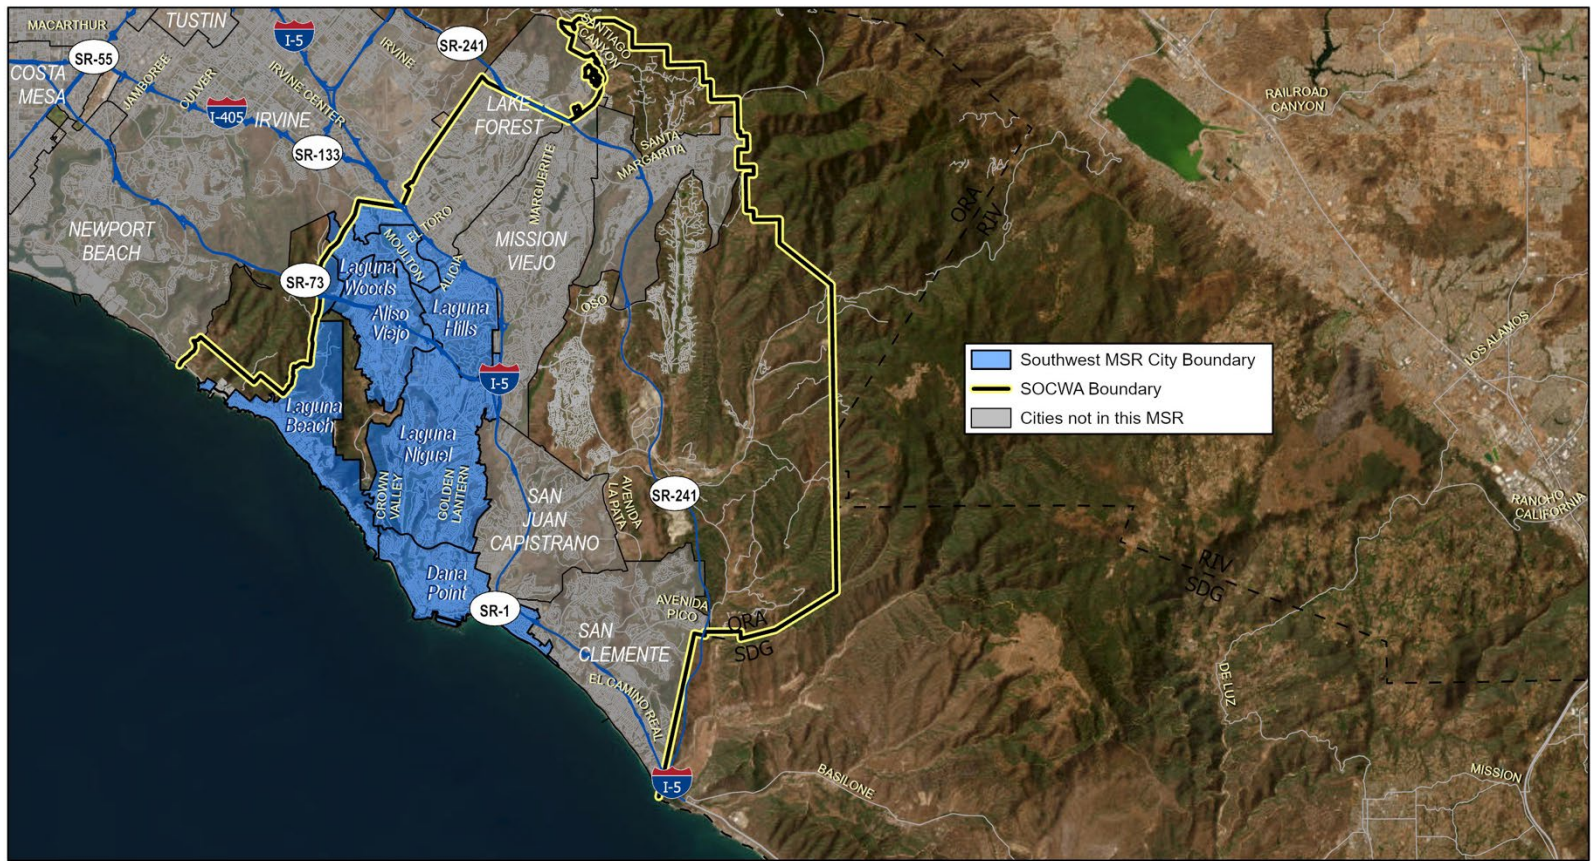 MACARTHUR
TUSTIN
I-5
SR-241
SANTIAGO
CANYON
SR-55
COSTA
MESA
JAMBOREE
CULVER
IRVINE CENTER
IRVINE
I-405
IRVINE
SR-133
LAKE
FOREST
RAILROAD
CANYON
SANTA
MARGARITA
MARGUERITE
ORA
RIV
NEWPORT
BEACH
EL TORO
MOULTON
ALICIA
MISSION
VIEJO
SR-73
Laguna
Woods
Aliso
Viejo
Laguna
Hills
OSO
LOS ALAMOS
Southwest MSR City Boundary
SOCWA Boundary
Cities not in this MSR
I-5
Laguna
Beach
Laguna
Niguel
CROWN
VALLEY
GOLDEN
LANTERN
SAN
JUAN
CAPISTRANO
AVENIDA
LA PATA
SR-241
RANCHO
CALIFORNIA
RIV
SDG
Dana
Point
SR-1
AVENIDA
PICO
ORA
SDG
SAN
CLEMENTE
EL CAMINO REAL
DE LUZ
I-5
BASILONE
MISSION